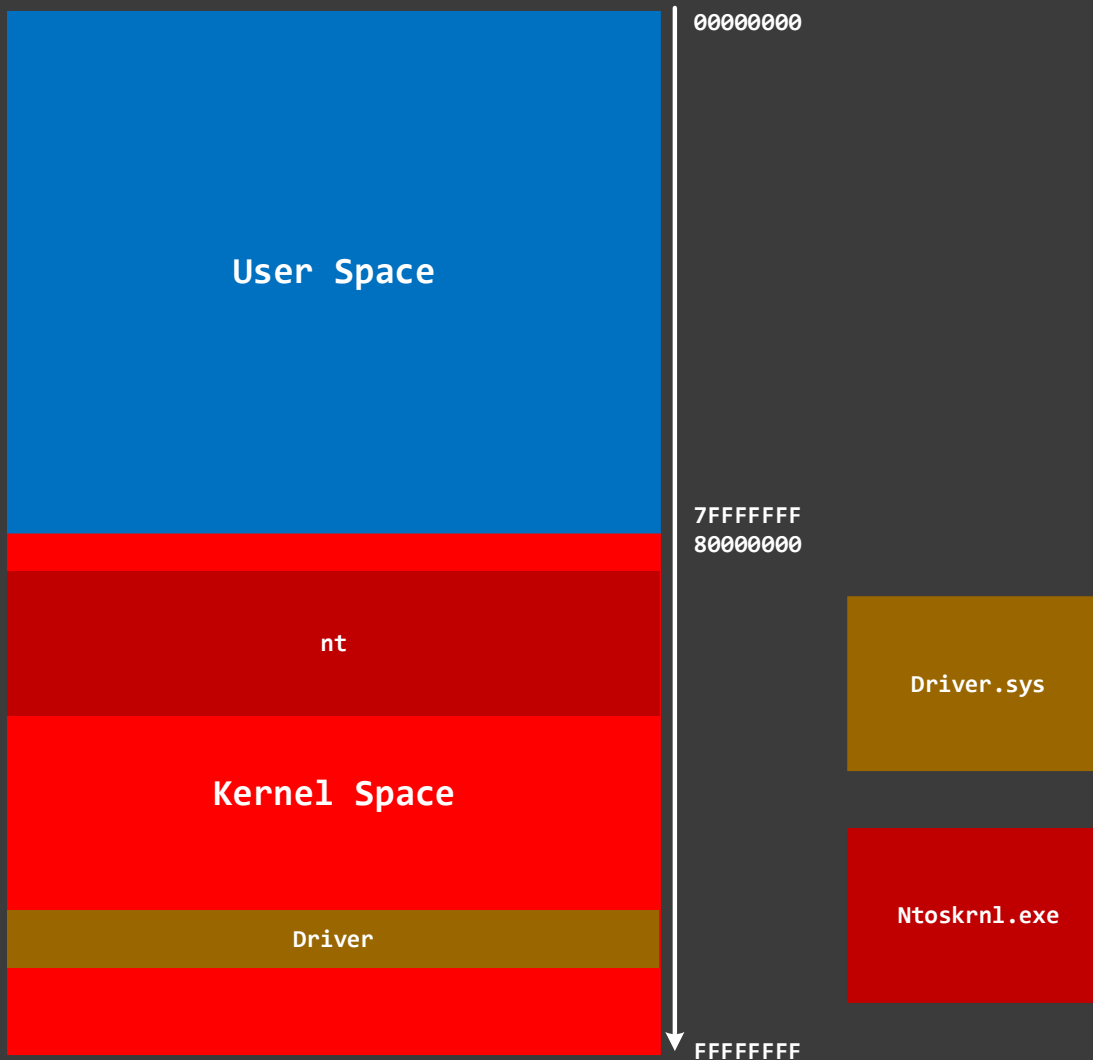 00000000
User Space
7FFFFFFF
80000000
nt
Driver.sys
Kernel Space
Ntoskrnl.exe
Driver
FFFFFFFF